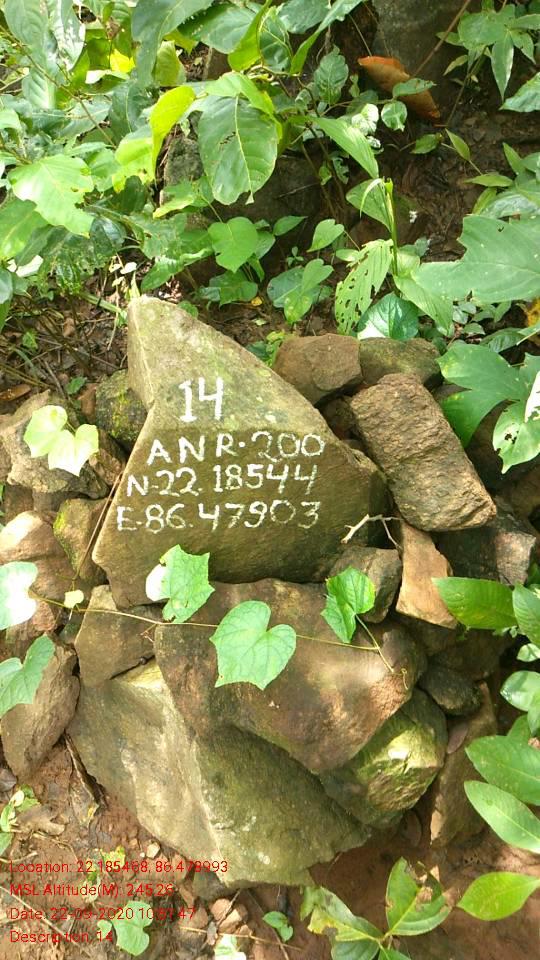 14
ANR·200
N·22.18544
E·86.47903
Location: 22.185468, 86.478993
MSL Altitude(M): 245.26
Date: 22-09-2020 10:51:47
Description: 14